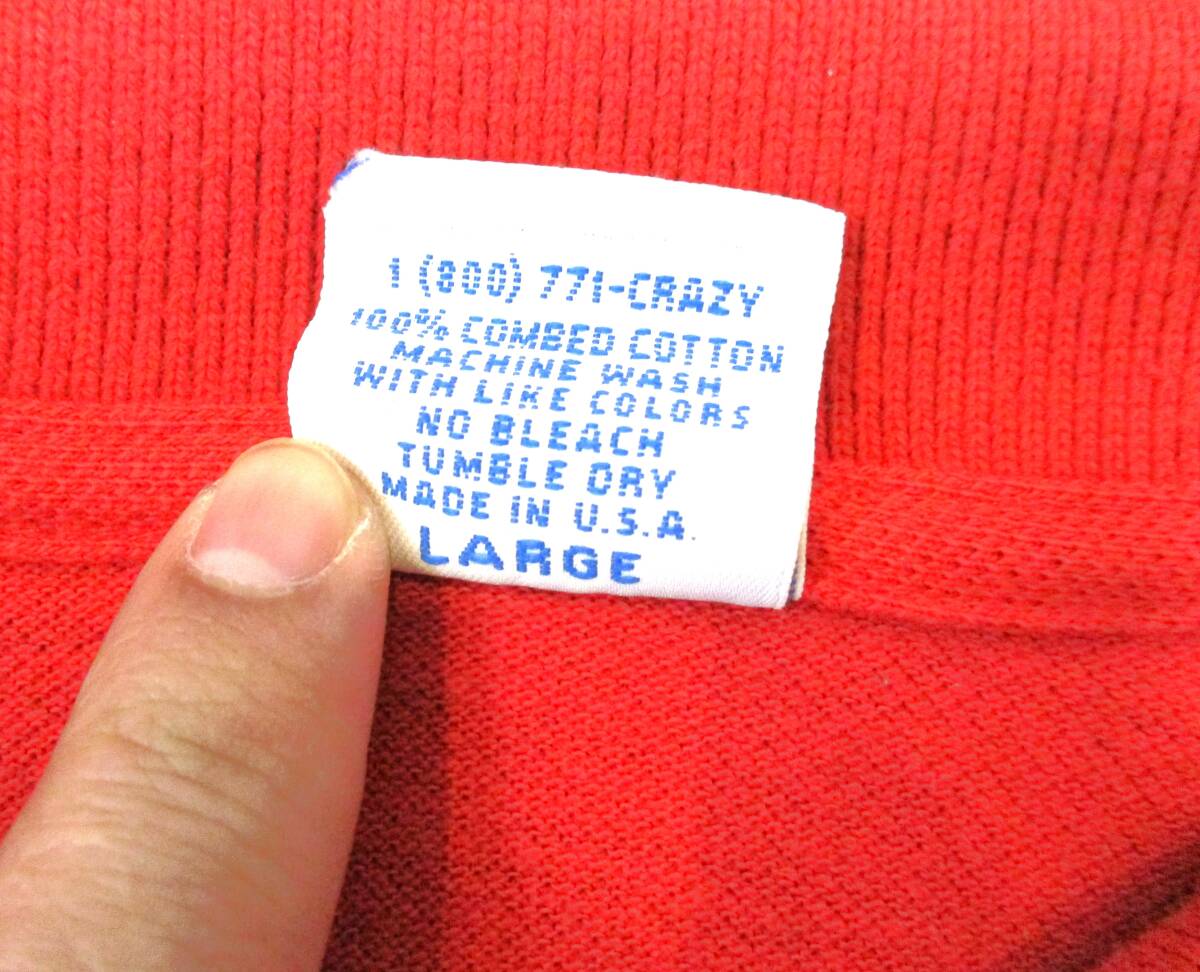 1 (800) 771-CRAZY
100% COMBED COTTON
MACHINE WASH
WITH LIKE COLORS
NO BLEACH
TUMBLE DRY
MADE IN U.S.A.
LARGE